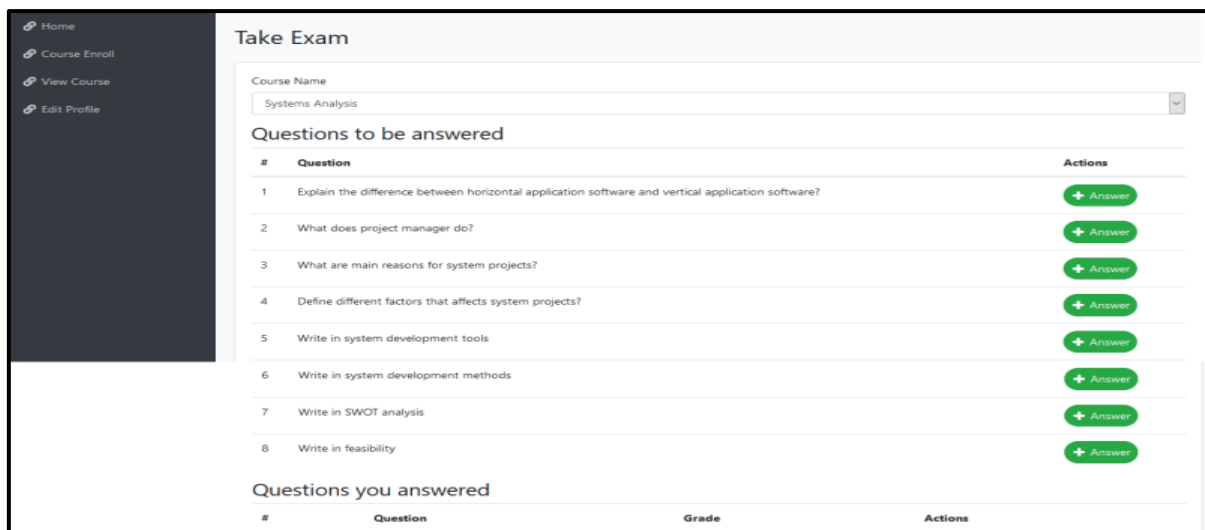 Home
Course Enroll
View Course
Edit Profile
Take Exam
Course Name
Systems Analysis
Questions to be answered
# Question Actions
1 Explain the difference between horizontal application software and vertical application software? + Answer
2 What does project manager do? + Answer
3 What are main reasons for system projects? + Answer
4 Define different factors that affects system projects? + Answer
5 Write in system development tools + Answer
6 Write in system development methods + Answer
7 Write in SWOT analysis + Answer
8 Write in feasibility + Answer
Questions you answered
# Question Grade Actions